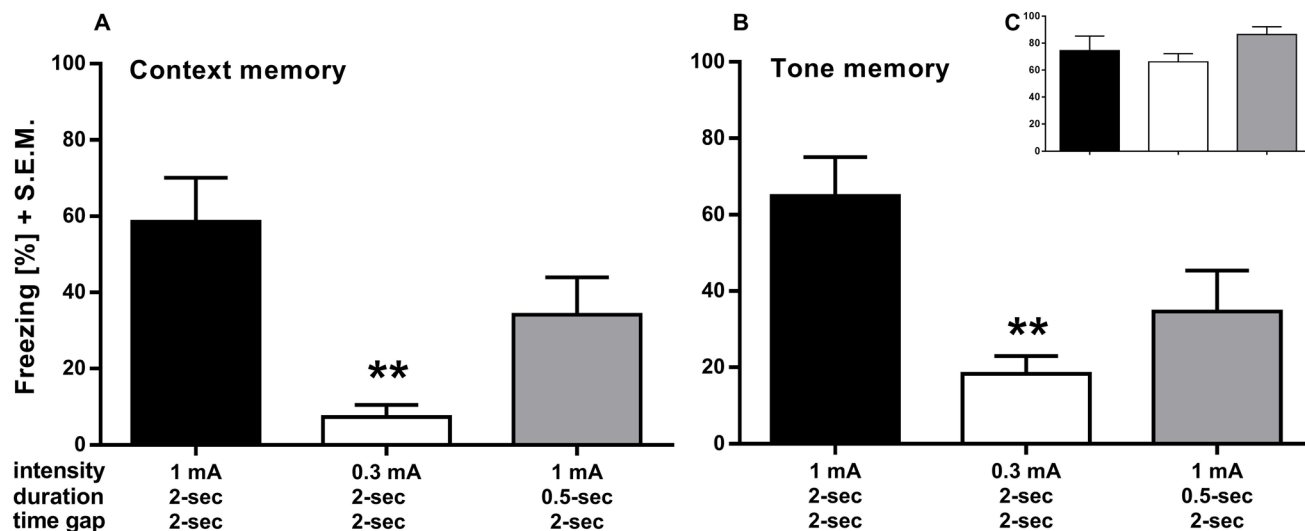 A
Context memory
Freezing [%] + S.E.M.
100
80
60
40
20
0
**
intensity 1 mA 0.3 mA 1 mA
duration 2-sec 2-sec 0.5-sec
time gap 2-sec 2-sec 2-sec
B
Tone memory
100
80
60
40
20
0
**
1 mA 0.3 mA 1 mA
2-sec 2-sec 0.5-sec
2-sec 2-sec 2-sec
C
100
80
60
40
20
0